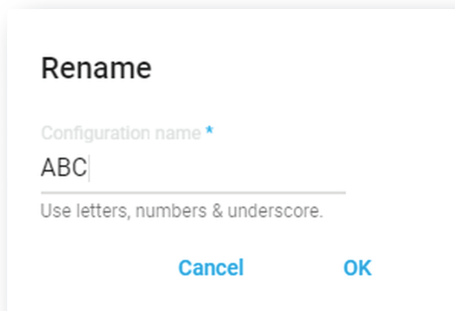 Rename
Configuration name *
ABC
Use letters, numbers & underscore.
Cancel OK